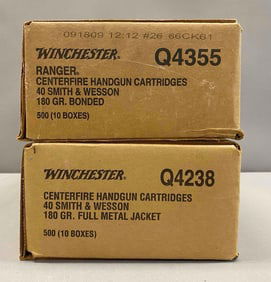 091809 12:12 #26 66CK61
WINCHESTER® Q4355
RANGER®
CENTERFIRE HANDGUN CARTRIDGES
40 SMITH & WESSON
180 GR. BONDED
500 (10 BOXES)
WINCHESTER® Q4238
CENTERFIRE HANDGUN CARTRIDGES
40 SMITH & WESSON
180 GR. FULL METAL JACKET
500 (10 BOXES)